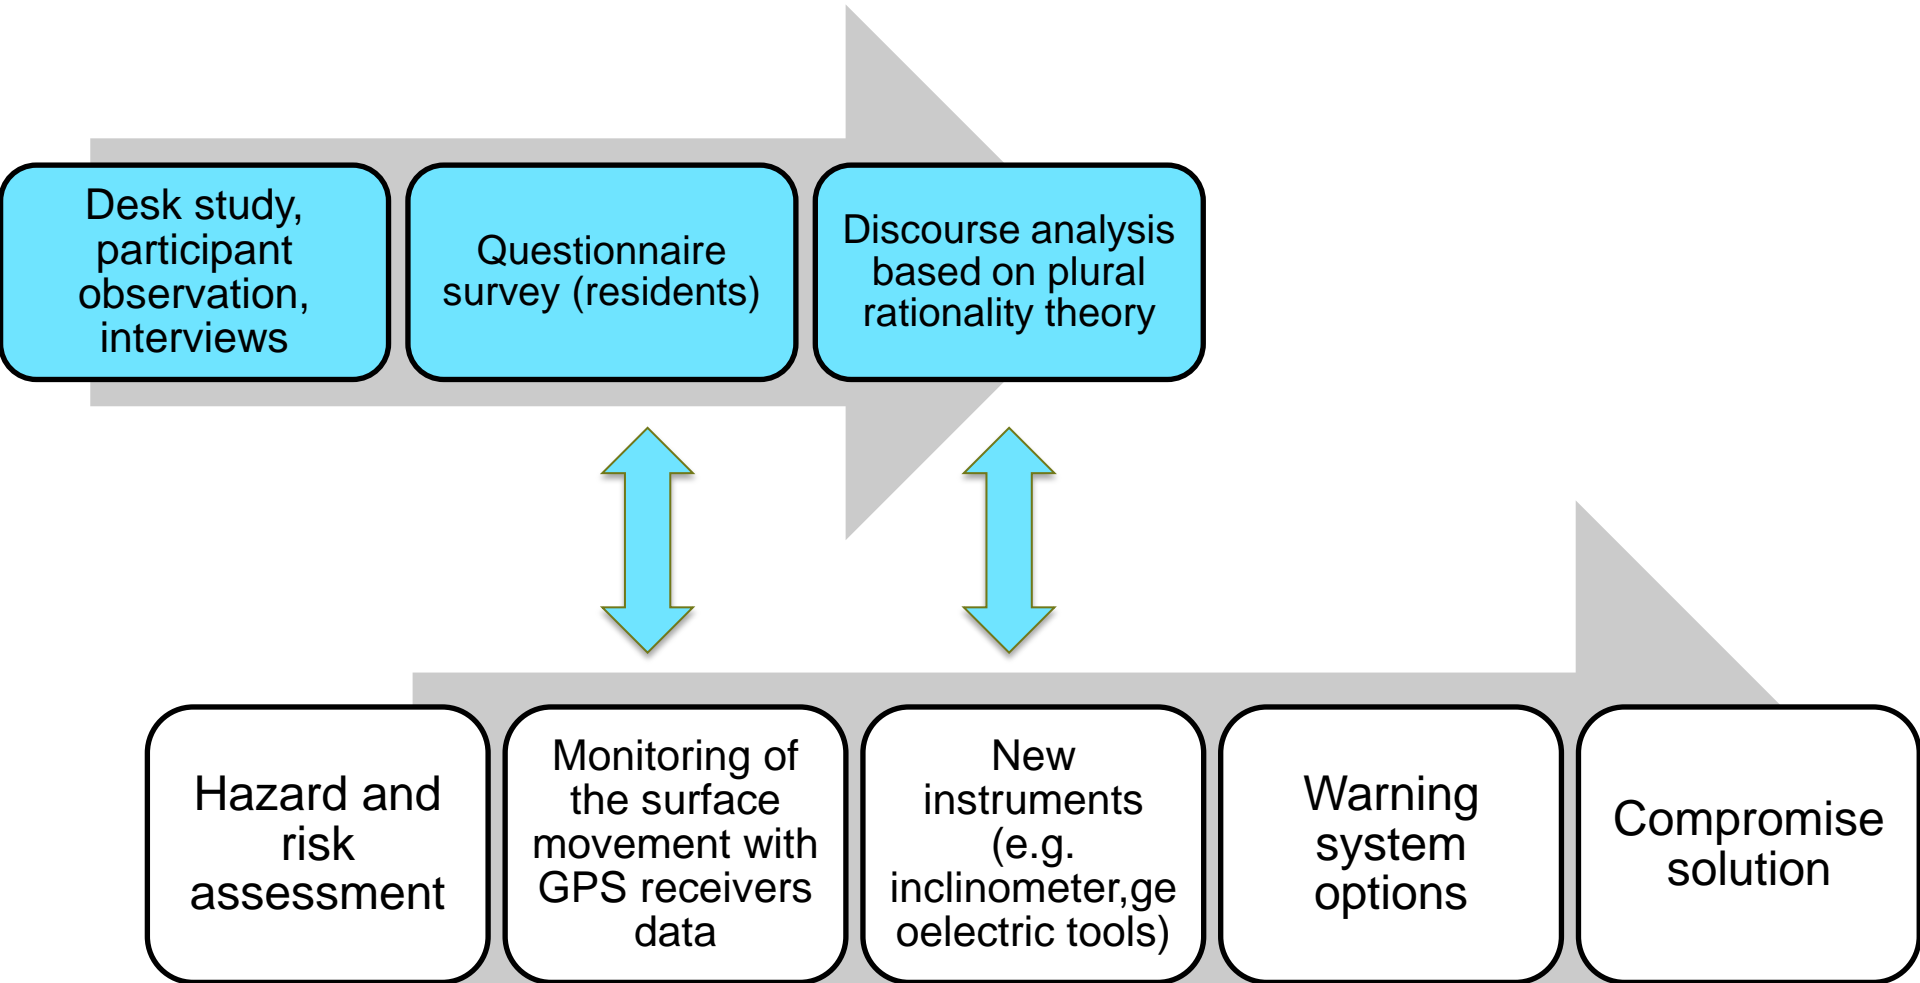 Desk study,
participant
observation,
interviews
Questionnaire
survey (residents)
Discourse analysis
based on plural
rationality theory
Hazard and
risk
assessment
Monitoring of
the surface
movement with
GPS receivers
data
New
instruments
(e.g.
inclinometer,ge
oelectric tools)
Warning
system
options
Compromise
solution